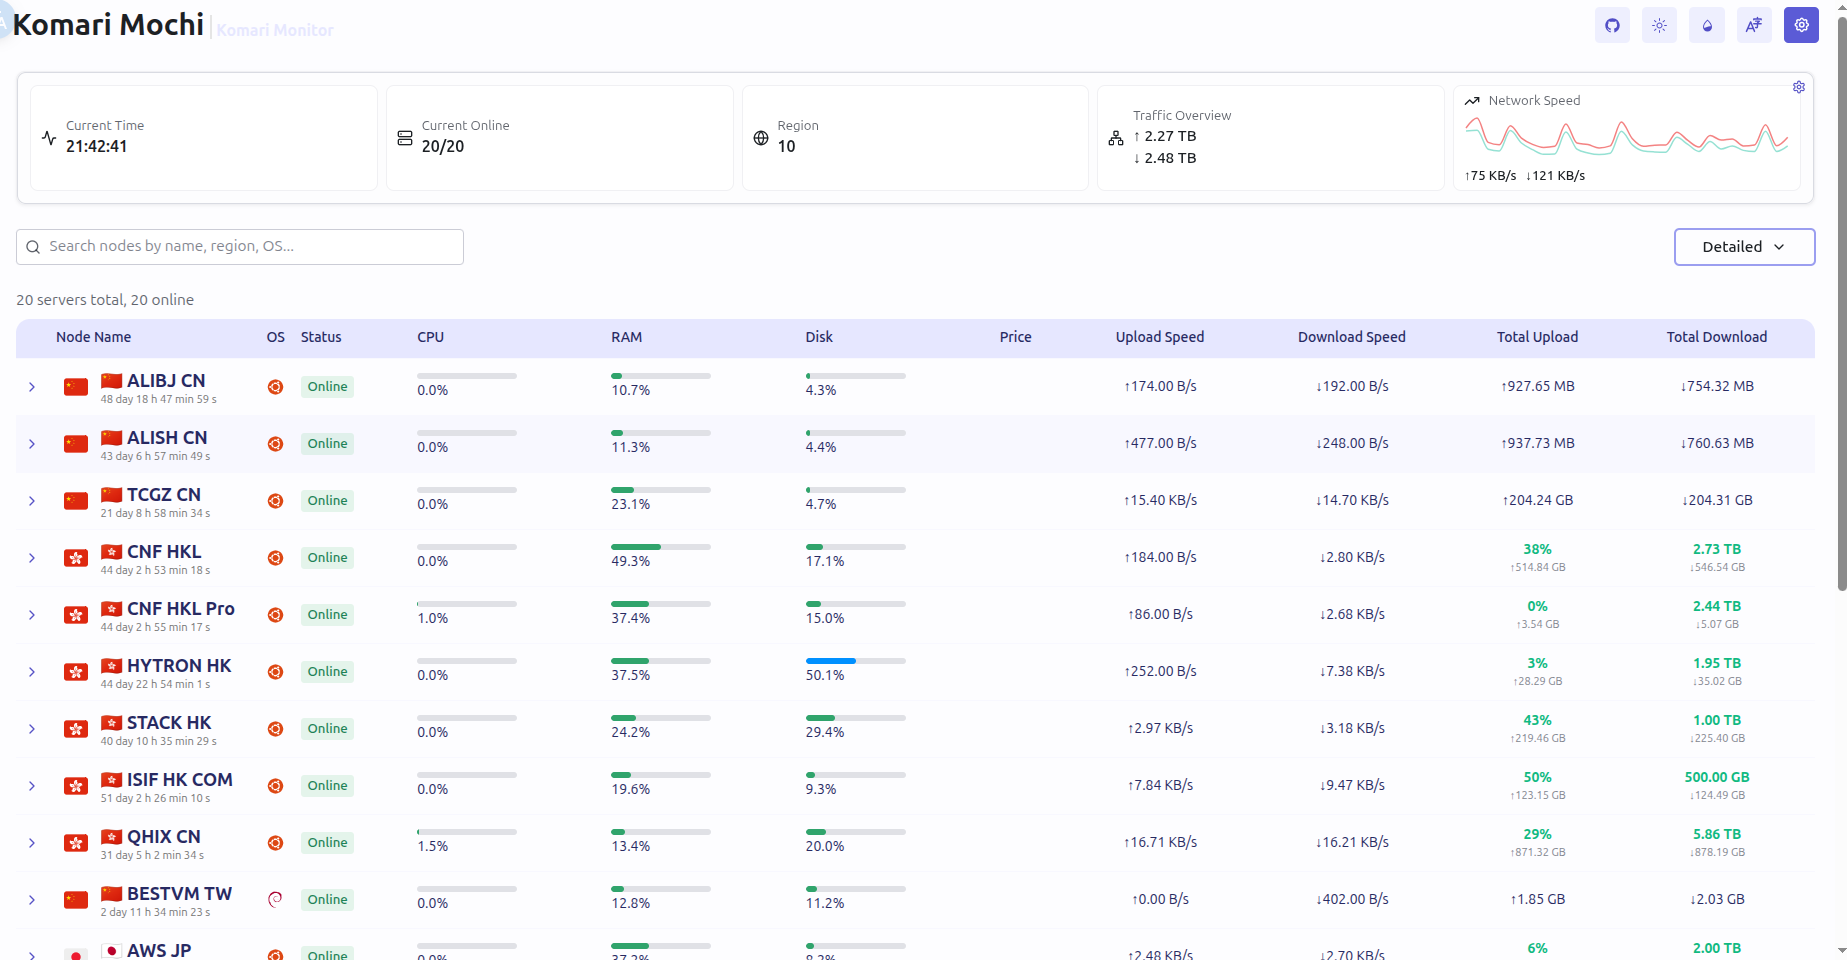 Komari Mochi
Komari Monitor
Current Time
21:42:41
Current Online
20/20
Region
10
Traffic Overview
↑ 2.27 TB
↓ 2.48 TB
Network Speed
↑75 KB/s ↓121 KB/s
Search nodes by name, region, OS...
Detailed
20 servers total, 20 online
Node Name OS Status CPU RAM Disk Price Upload Speed Download Speed Total Upload Total Download
ALIBJ CN
48 day 18 h 47 min 59 s
Online 0.0% 10.7% 4.3% ↑174.00 B/s ↓192.00 B/s ↑927.65 MB ↓754.32 MB
ALISH CN
43 day 6 h 57 min 49 s
Online 0.0% 11.3% 4.4% ↑477.00 B/s ↓248.00 B/s ↑937.73 MB ↓760.63 MB
TCGZ CN
21 day 8 h 58 min 34 s
Online 0.0% 23.1% 4.7% ↑15.40 KB/s ↓14.70 KB/s ↑204.24 GB ↓204.31 GB
CNF HKL
44 day 2 h 53 min 18 s
Online 0.0% 49.3% 17.1% ↑184.00 B/s ↓2.80 KB/s 38% 2.73 TB
↑514.84 GB ↓546.54 GB
CNF HKL Pro
44 day 2 h 55 min 17 s
Online 1.0% 37.4% 15.0% ↑86.00 B/s ↓2.68 KB/s 0% 2.44 TB
↑3.54 GB ↓5.07 GB
HYTRON HK
44 day 22 h 54 min 1 s
Online 0.0% 37.5% 50.1% ↑252.00 B/s ↓7.38 KB/s 3% 1.95 TB
↑28.29 GB ↓35.02 GB
STACK HK
40 day 10 h 35 min 29 s
Online 0.0% 24.2% 29.4% ↑2.97 KB/s ↓3.18 KB/s 43% 1.00 TB
↑219.46 GB ↓225.40 GB
ISIF HK COM
51 day 2 h 26 min 10 s
Online 0.0% 19.6% 9.3% ↑7.84 KB/s ↓9.47 KB/s 50% 500.00 GB
↑123.15 GB ↓124.49 GB
QHIX CN
31 day 5 h 2 min 34 s
Online 1.5% 13.4% 20.0% ↑16.71 KB/s ↓16.21 KB/s 29% 5.86 TB
↑871.32 GB ↓878.19 GB
BESTVM TW
2 day 11 h 34 min 23 s
Online 0.0% 12.8% 11.2% ↑0.00 B/s ↓402.00 B/s ↑1.85 GB ↓2.03 GB
AWS JP
Online 0.0% 37.2% 8.2% ↑2.48 KB/s ↓2.70 KB/s 6% 2.00 TB